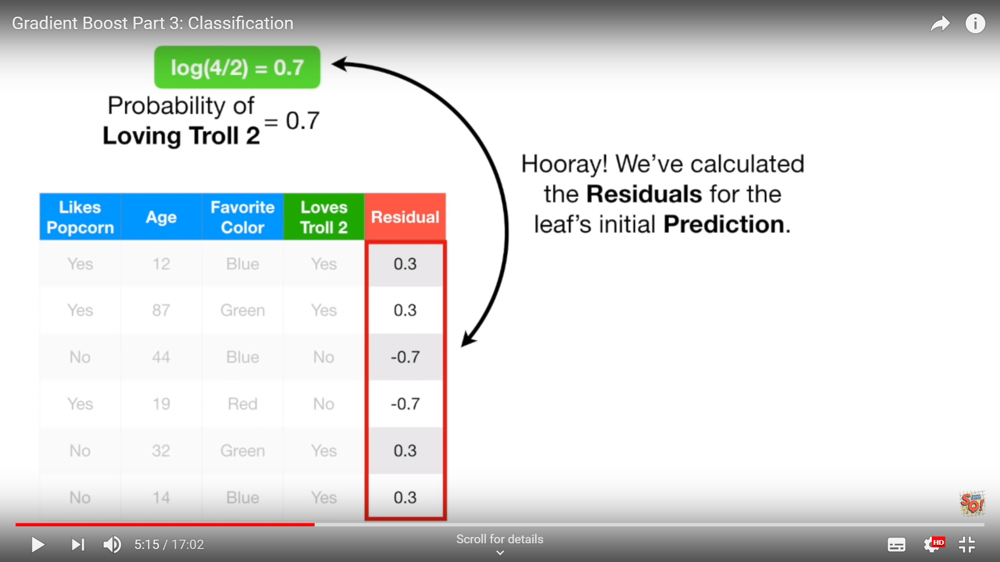 Gradient Boost Part 3: Classification
log(4/2) = 0.7
Probability of
Loving Troll 2 = 0.7
Hooray! We’ve calculated
the Residuals for the
leaf’s initial Prediction.
Likes Popcorn Age Favorite Color Loves Troll 2 Residual
Yes 12 Blue Yes 0.3
Yes 87 Green Yes 0.3
No 44 Blue No -0.7
Yes 19 Red No -0.7
No 32 Green Yes 0.3
No 14 Blue Yes 0.3
SQ!
5:15 / 17:02
Scroll for details
HD